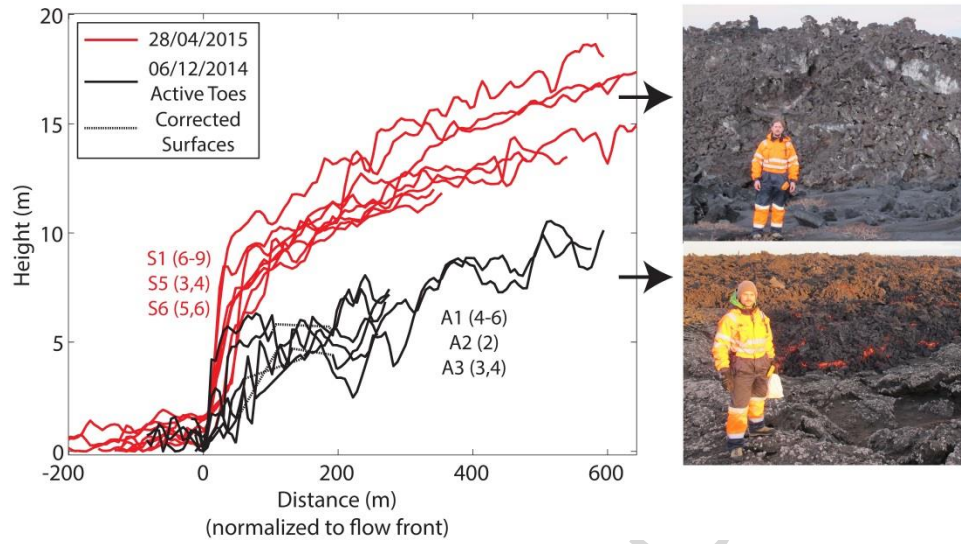 20
15
10
5
0
Height (m)
28/04/2015
06/12/2014
Active Toes
Corrected
Surfaces
S1 (6-9)
S5 (3,4)
S6 (5,6)
A1 (4-6)
A2 (2)
A3 (3,4)
-200
0
200
400
600
Distance (m)
(normalized to flow front)